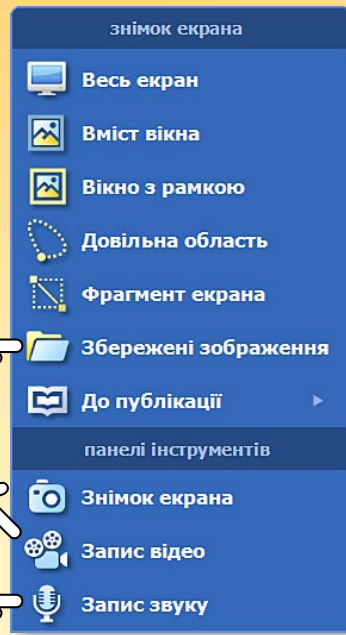 знімок екрана
Весь екран
Вміст вікна
Вікно з рамкою
Довільна область
Фрагмент екрана
Збережені зображення
До публікації
панелі інструментів
Знімок екрана
Запис відео
Запис звуку